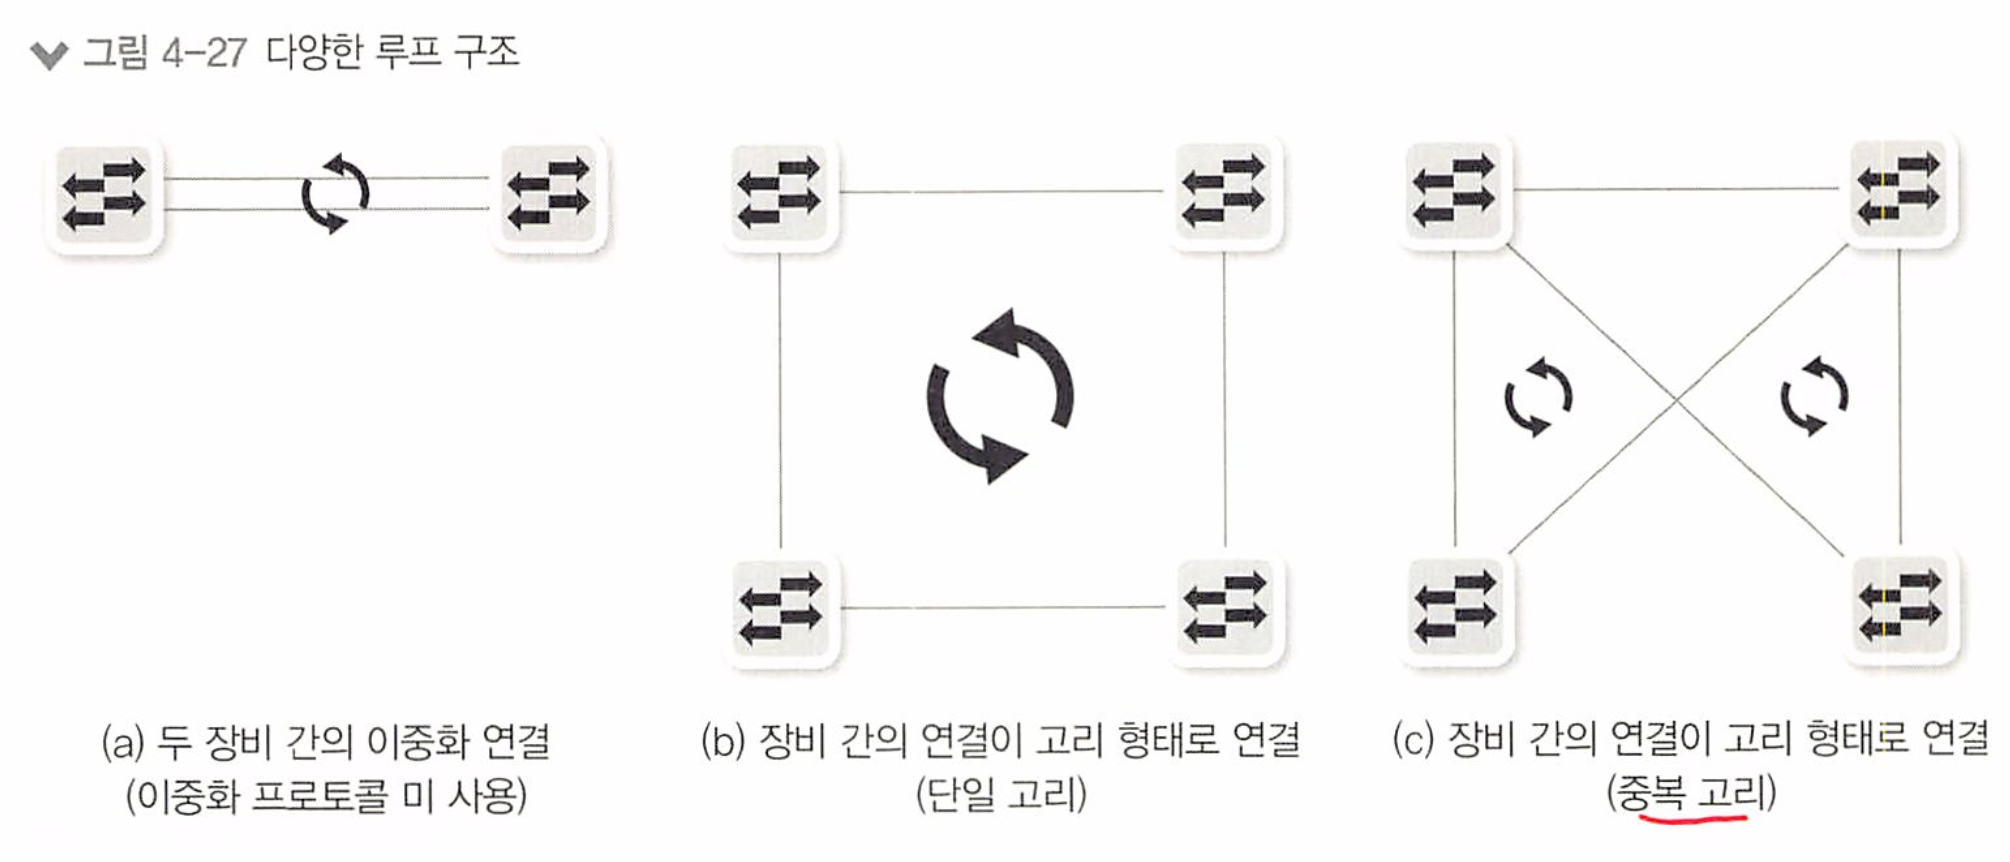 그림 4-27 다양한 루프 구조
(a) 두 장비 간의 이중화 연결
(이중화 프로토콜 미 사용)
(b) 장비 간의 연결이 고리 형태로 연결
(단일 고리)
(c) 장비 간의 연결이 고리 형태로 연결
(중복 고리)